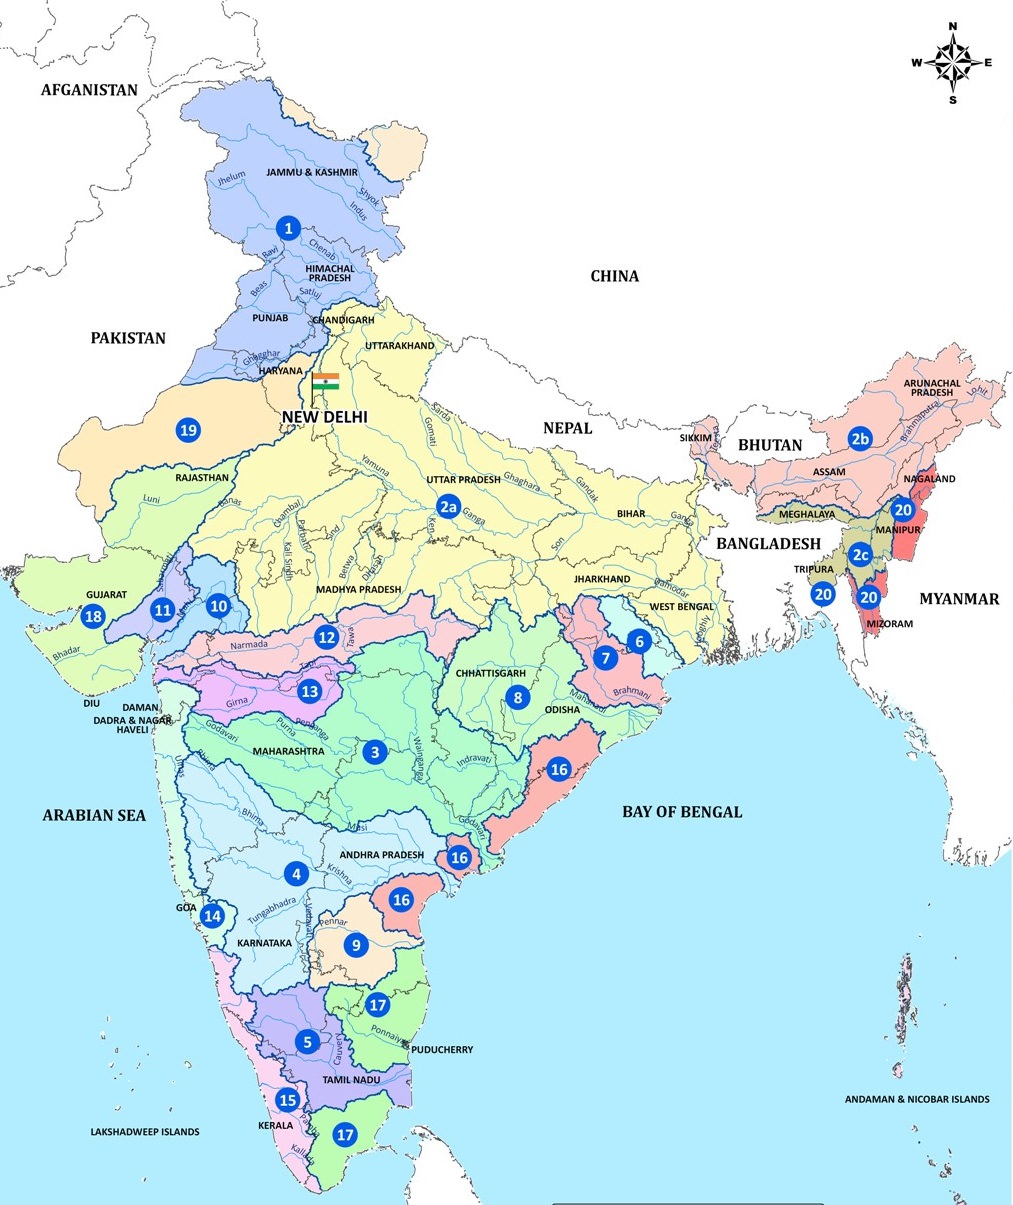 N
W E
S
AFGANISTAN
JAMMU & KASHMIR
Jhelum
Shyok
Indus
1
Ravi
Chenab
HIMACHAL
PRADESH
Beas
Satluj
CHINA
PUNJAB
CHANDIGARH
PAKISTAN
UTTARAKHAND
Ghagghar
HARYANA
ARUNACHAL
PRADESH
Lohit
NEW DELHI
Sarda
Gomati
Brahmaputra
19
NEPAL
SIKKIM
BHUTAN
2b
Yamuna
ASSAM
RAJASTHAN
UTTAR PRADESH
Ghaghara
Gandak
NAGALAND
Luni
Banas
Chambal
2a
Ganga
BIHAR
Ganga
MEGHALAYA
20
Parbati
Sind
Ken
MANIPUR
Kali Sindh
Betwa
Dhasan
Son
BANGLADESH
2c
TRIPURA
JHARKHAND
Damodar
GUJARAT
MADHYA PRADESH
WEST BENGAL
20
20
MYANMAR
18
11
10
MIZORAM
Hooghly
12
Tawa
6
Bhadar
Narmada
7
CHHATTISGARH
Brahmani
13
DIU
Girna
8
Mahanadi
DAMAN
ODISHA
DADRA & NAGAR
HAVELI
Godavari
Purna
Penganga
MAHARASHTRA
3
Wainganga
Indravati
16
Ulhas
ARABIAN SEA
Bhima
BAY OF BENGAL
Musi
Godavari
ANDHRA PRADESH
16
4
Krishna
16
GOA
14
Tungabhadra
Vedavati
Pennar
KARNATAKA
9
17
5
Cauvery
Ponnaiyar
PUDUCHERRY
TAMIL NADU
15
ANDAMAN & NICOBAR ISLANDS
KERALA
Pamba
LAKSHADWEEP ISLANDS
17
Kallada